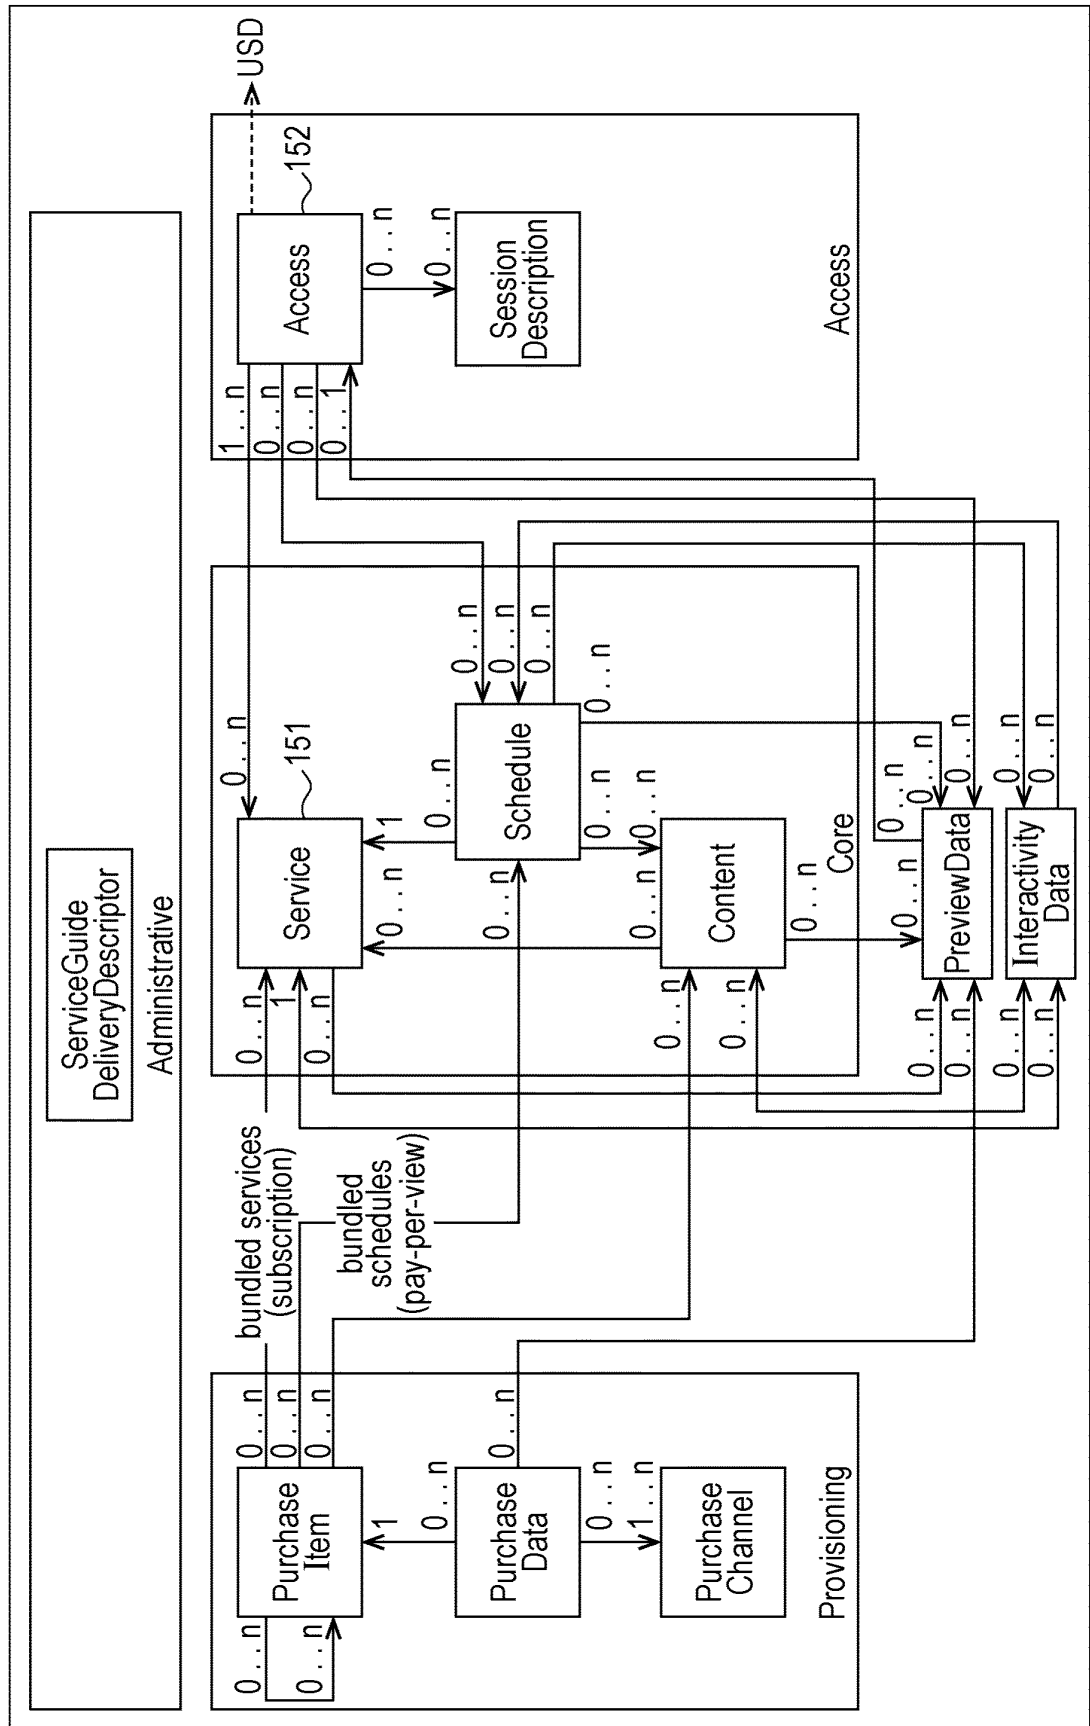 ServiceGuide
DeliveryDescriptor
Administrative
0...n
0...n
Purchase
Item
0...n
0...n
0...n
1
0...n
Purchase
Data
0...n
0...n
1...n
Purchase
Channel
Provisioning
bundled services
(subscription)
bundled
schedules
(pay-per-view)
0...n
1
0...n
Service
151
0...n
1
0...n
0...n
0...n
Schedule
0...n
0...n
0...n
0...n
0...n
0...n
0...n
0...n
0...n
Content
0...n
Core
0...n
0...n
0...n
0...n
0...n
PreviewData
0...n
0...n
0...n
0...n
Interactivity
Data
0...n
0...n
USD
1...n
0...n
0...n
0...1
Access
152
0...n
0...n
Session
Description
Access